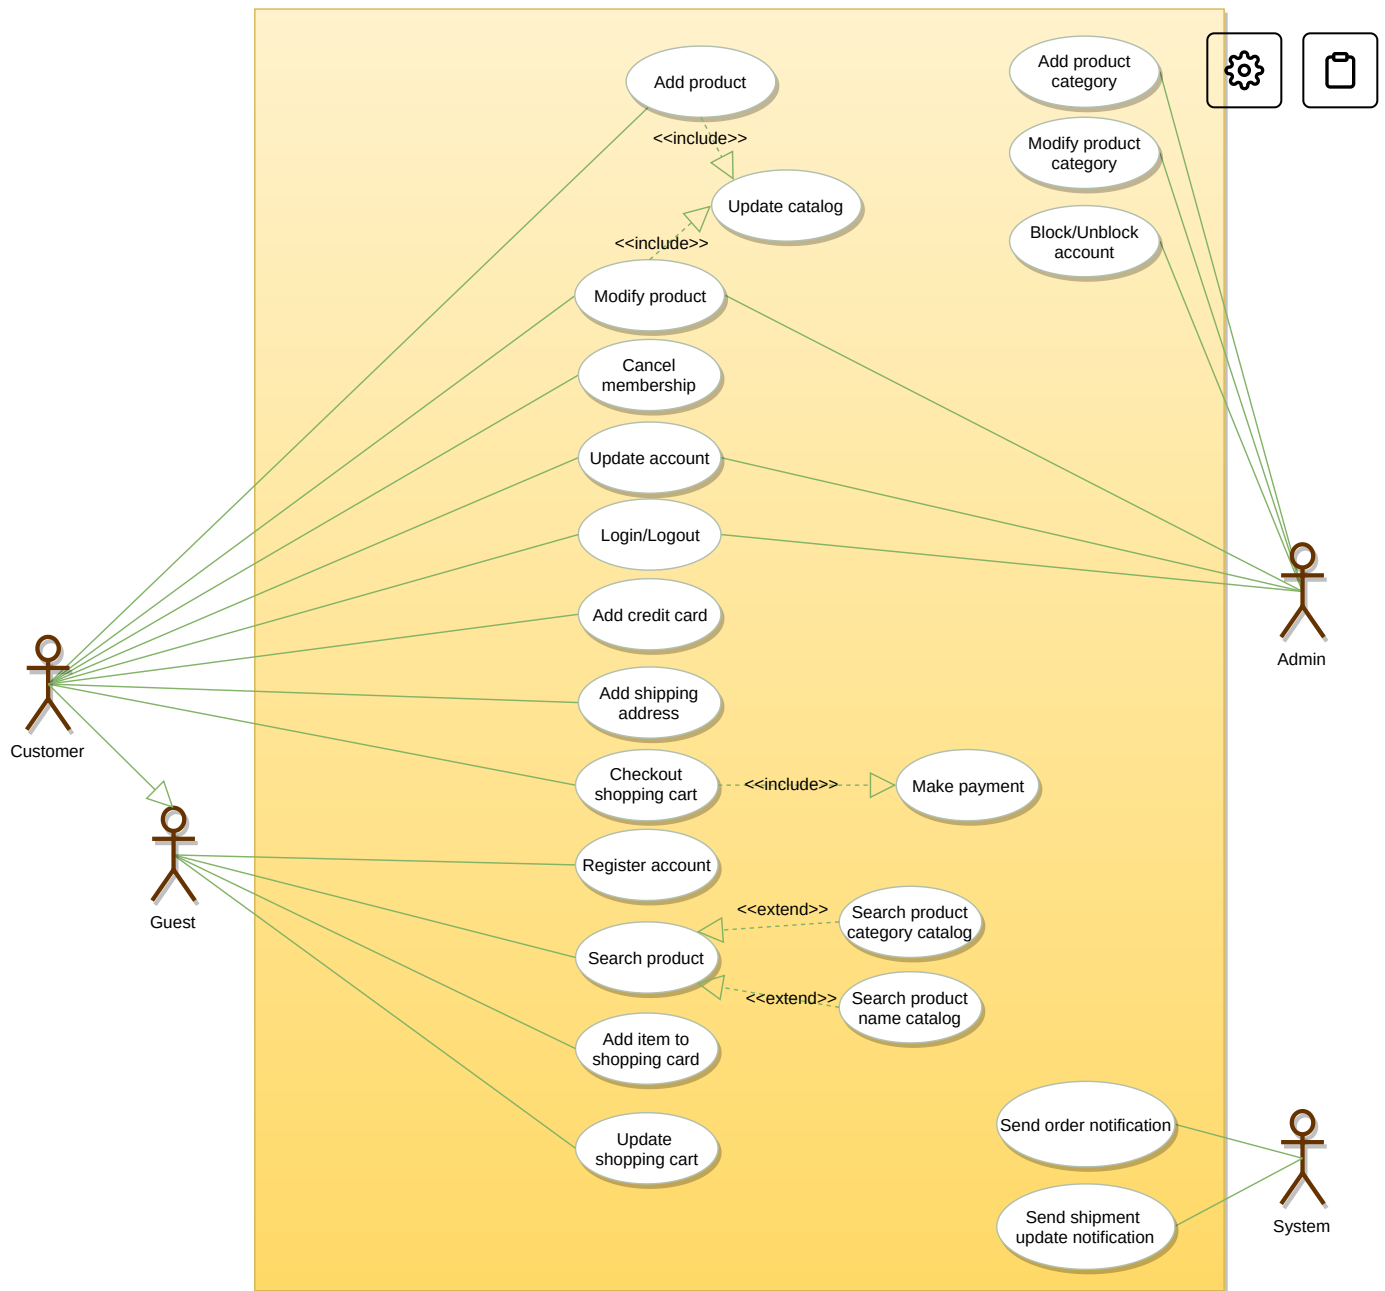 Add product
Add product
category
<<include>>
Modify product
category
Update catalog
Block/Unblock
account
<<include>>
Modify product
Cancel
membership
Update account
Login/Logout
Add credit card
Admin
Add shipping
address
Customer
Checkout
shopping cart
<<include>>
Make payment
Register account
Guest
<<extend>>
Search product
category catalog
Search product
<<extend>>
Search product
name catalog
Add item to
shopping card
Update
shopping cart
Send order notification
Send shipment
update notification
System